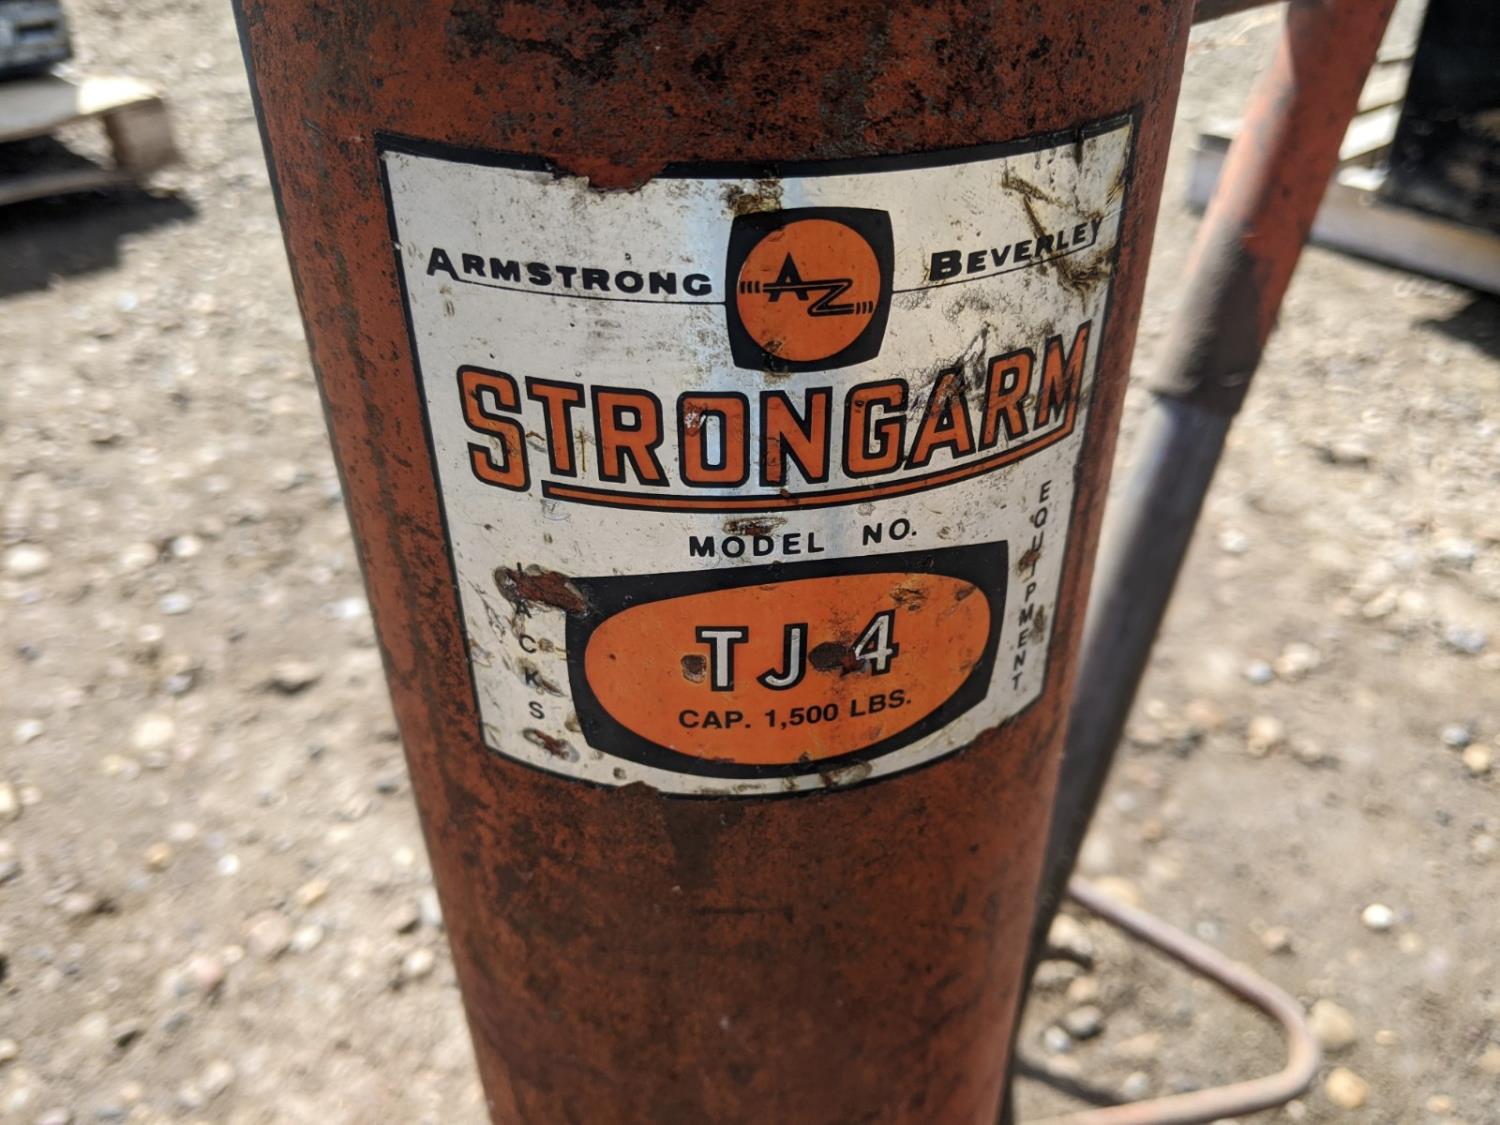 ARMSTRONG AZ BEVERLEY
STRONGARM
MODEL NO.
TJ-4
CAP. 1,500 LBS.
JACKS
EQUIPMENT